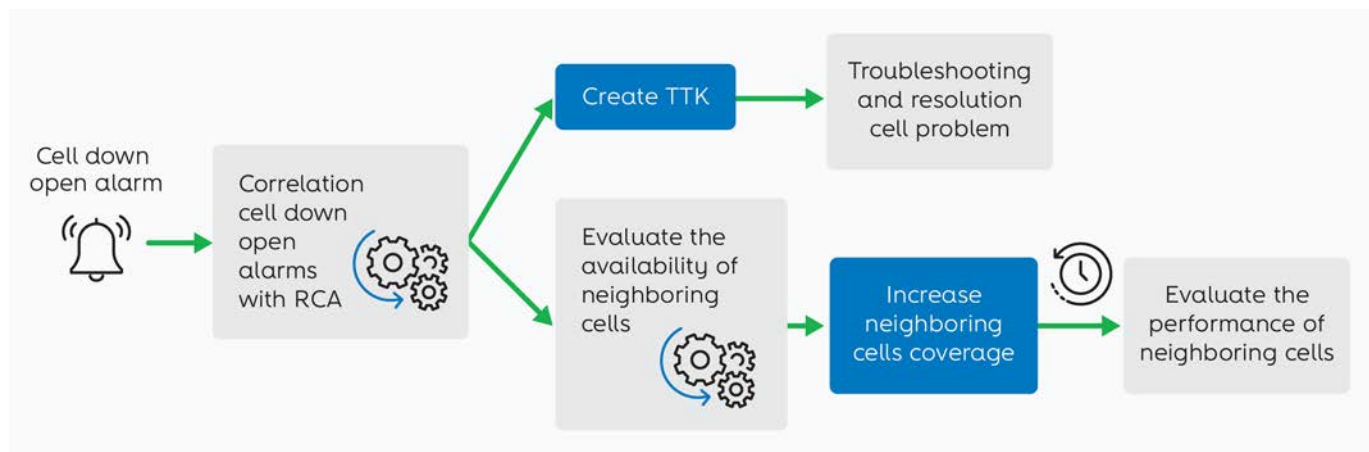 Cell down
open alarm
Correlation
cell down
open
alarms
with RCA
Create TTK
Troubleshooting
and resolution
cell problem
Evaluate the
availability of
neighboring
cells
Increase
neighboring
cells coverage
Evaluate the
performance of
neighboring cells